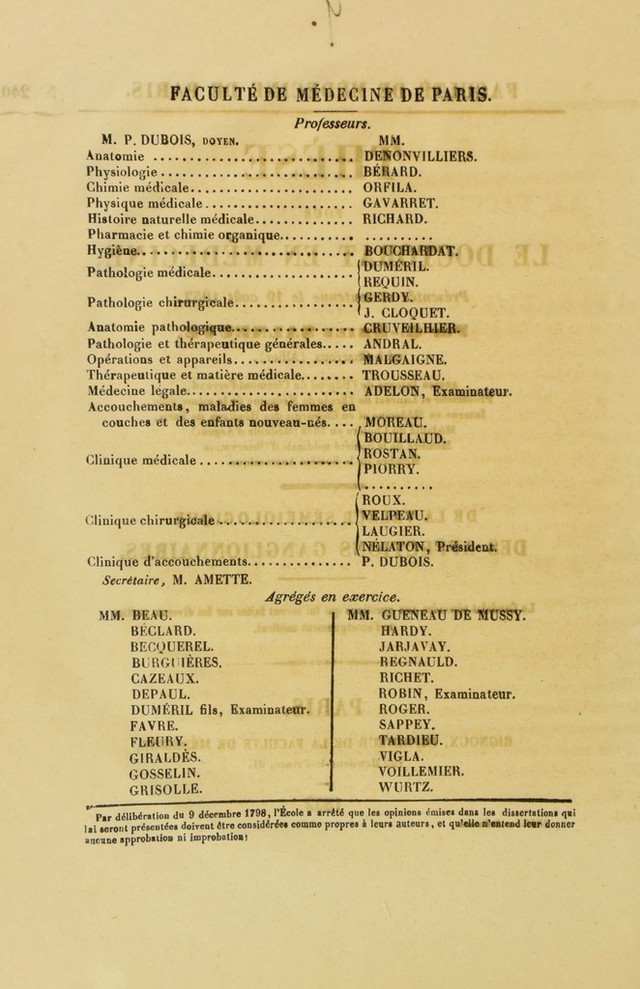 FACULTÉ DE MÉDECINE DE PARIS.
Professeurs.
M. P. DUBOIS, DOYEN. MM.
Anatomie .......................... DENONVILLIERS.
Physiologie ......................... BÉRARD.
Chimie médicale..................... ORFILA.
Physique médicale................... GAVARRET.
Histoire naturelle médicale............. RICHARD.
Pharmacie et chimie organique.......... ..........
Hygiène............................ BOUCHARDAT.
Pathologie médicale................... DUMÉRIL.
REQUIN.
Pathologie chirurgicale................ GERDY.
J. CLOQUET.
Anatomie pathologique................ CRUVEILHIER.
Pathologie et thérapeutique générales..... ANDRAL.
Opérations et appareils................ MALGAIGNE.
Thérapeutique et matière médicale........ TROUSSEAU.
Médecine légale...................... ADELON, Examinateur.
Accouchements, maladies des femmes en
couches et des enfants nouveau-nés.... MOREAU.
Clinique médicale .................... BOUILLAUD.
ROSTAN.
PIORRY.
..........
Clinique chirurgicale .................. ROUX.
VELPEAU.
LAUGIER.
NÉLATON, Président.
Clinique d'accouchements............... P. DUBOIS.
Secrétaire, M. AMETTE.
Agrégés en exercice.
MM. BEAU.
BÉCLARD.
BECQUEREL.
BURGUIÈRES.
CAZEAUX.
DEPAUL.
DUMÉRIL fils, Examinateur.
FAVRE.
FLEURY.
GIRALDÈS.
GOSSELIN.
GRISOLLE.
MM. GUENEAU DE MUSSY.
HARDY.
JARJAVAY.
REGNAULD.
RICHET.
ROBIN, Examinateur.
ROGER.
SAPPEY.
TARDIEU.
VIGLA.
VOILLEMIER.
WURTZ.
Par délibération du 9 décembre 1798, l'École a arrêté que les opinions émises dans les dissertations qui
lui seront présentées doivent être considérées comme propres à leurs auteurs, et qu'elle n'entend leur donner
aucune approbation ni improbation.